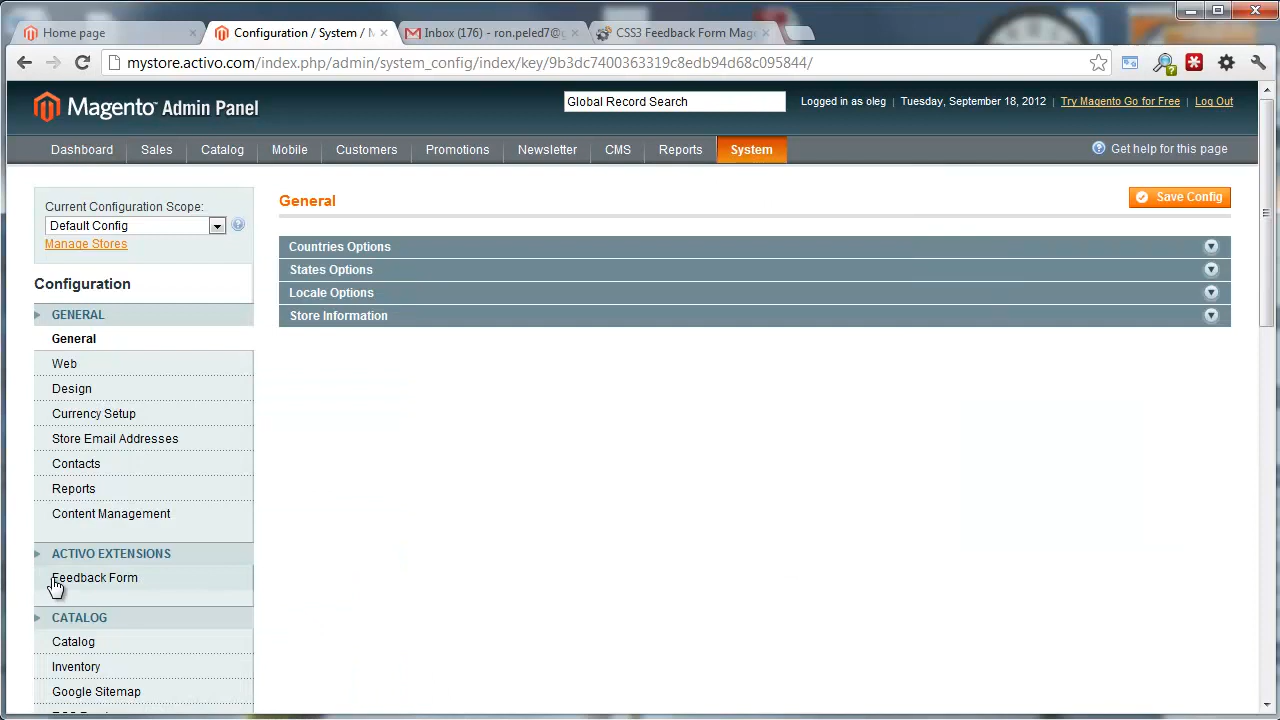 Home page
Configuration / System / M
Inbox (176) - rom.peled7@g
CSS3 Feedback Form Mage
mystore.activo.com/index.php/admin/system_config/index/key/9b3dc7400363319c8edb94d68c095844/
Magento Admin Panel
Global Record Search
Logged in as oleg | Tuesday, September 18, 2012 | Try Magento Go for Free | Log Out
Dashboard Sales Catalog Mobile Customers Promotions Newsletter CMS Reports System
Get help for this page
Current Configuration Scope:
Default Config
Manage Stores
Configuration
GENERAL
General
Web
Design
Currency Setup
Store Email Addresses
Contacts
Reports
Content Management
ACTIVO EXTENSIONS
Feedback Form
CATALOG
Catalog
Inventory
Google Sitemap
General
Save Config
Countries Options
States Options
Locale Options
Store Information